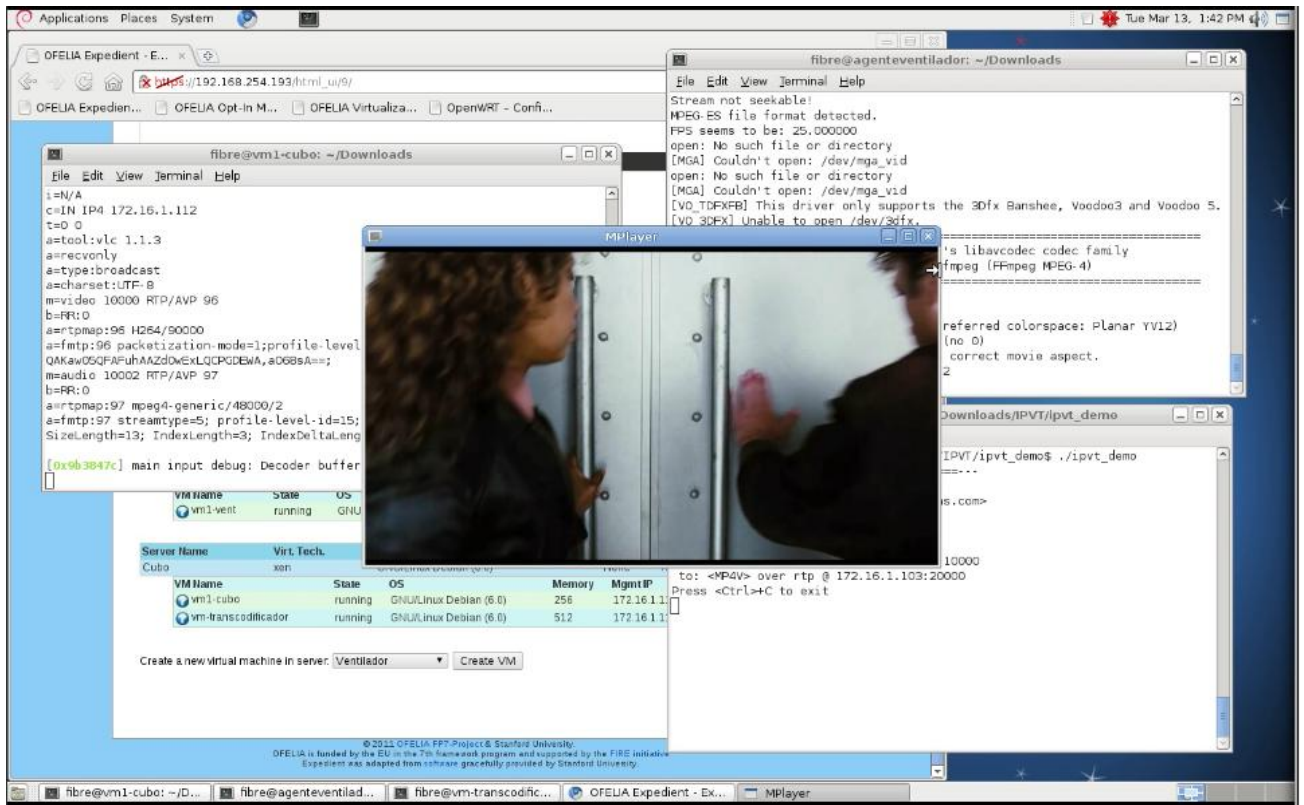 Applications Places System
Tue Mar 13, 1:42 PM
OFELIA Expedient - E...
https://192.168.254.193/html_ui/9/
OFELIA Expedien... OFELIA Opt-In M... OFELIA Virtualiza... OpenWRT - Confi...
fibre@vm1-cubo: ~/Downloads
File Edit View Terminal Help
i=N/A
c=IN IP4 172.16.1.112
t=0 0
a=tool:vlc 1.1.3
a=recvonly
a=type:broadcast
a=charset:UTF-8
m=video 10000 RTP/AVP 96
b=RR:0
a=rtpmap:96 H264/90000
a=fmtp:96 packetization-mode=1;profile-level
m=audio 10002 RTP/AVP 97
b=RR:0
a=rtpmap:97 mpeg4-generic/48000/2
a=fmtp:97 streamtype=5; profile-level-id=15;
SizeLength=13; IndexLength=3; IndexDeltaLeng
[0x9b3847c] main input debug: Decoder buffer
fibre@agenteventilador: ~/Downloads
File Edit View Terminal Help
Stream not seekable!
MPEG-ES file format detected.
FPS seems to be: 25.000000
open: No such file or directory
[MGA] Couldn't open: /dev/mga_vid
open: No such file or directory
[MGA] Couldn't open: /dev/mga_vid
[VO_TDFXFB] This driver only supports the 3Dfx Banshee, Voodoo3 and Voodoo 5.
[VO_3DFX] Unable to open /dev/3dfx.
==================================
's libavcodec codec family
fmpeg (FFmpeg MPEG-4)
==================================
referred colorspace: Planar YV12)
(no 0)
correct movie aspect.
2
MPlayer
Downloads/IPVT/ipvt_demo
/IPVT/ipvt_demo$ ./ipvt_demo
==---
s.com>
10000
to: <MP4V> over rtp @ 172.16.1.103:20000
Press <Ctrl>+C to exit
VM Name State OS
vm1-vent running GNU
Server Name Virt. Tech.
Cubo xen
VM Name State OS Memory Mgmt IP
vm1-cubo running GNU/Linux Debian (6.0) 256 172.16.1.1
vm-transcodificador running GNU/Linux Debian (6.0) 512 172.16.1.1
Create a new virtual machine in server: Ventilador Create VM
© 2011 OFELIA FP7-Project & Stanford University.
OFELIA is funded by the EU in the 7th framework program and supported by the FIRE initiative
Expedient was adapted from software gracefully provided by Stanford University.
fibre@vm1-cubo: ~/D... fibre@agenteventilad... fibre@vm-transcodific... OFELIA Expedient - Ex... MPlayer